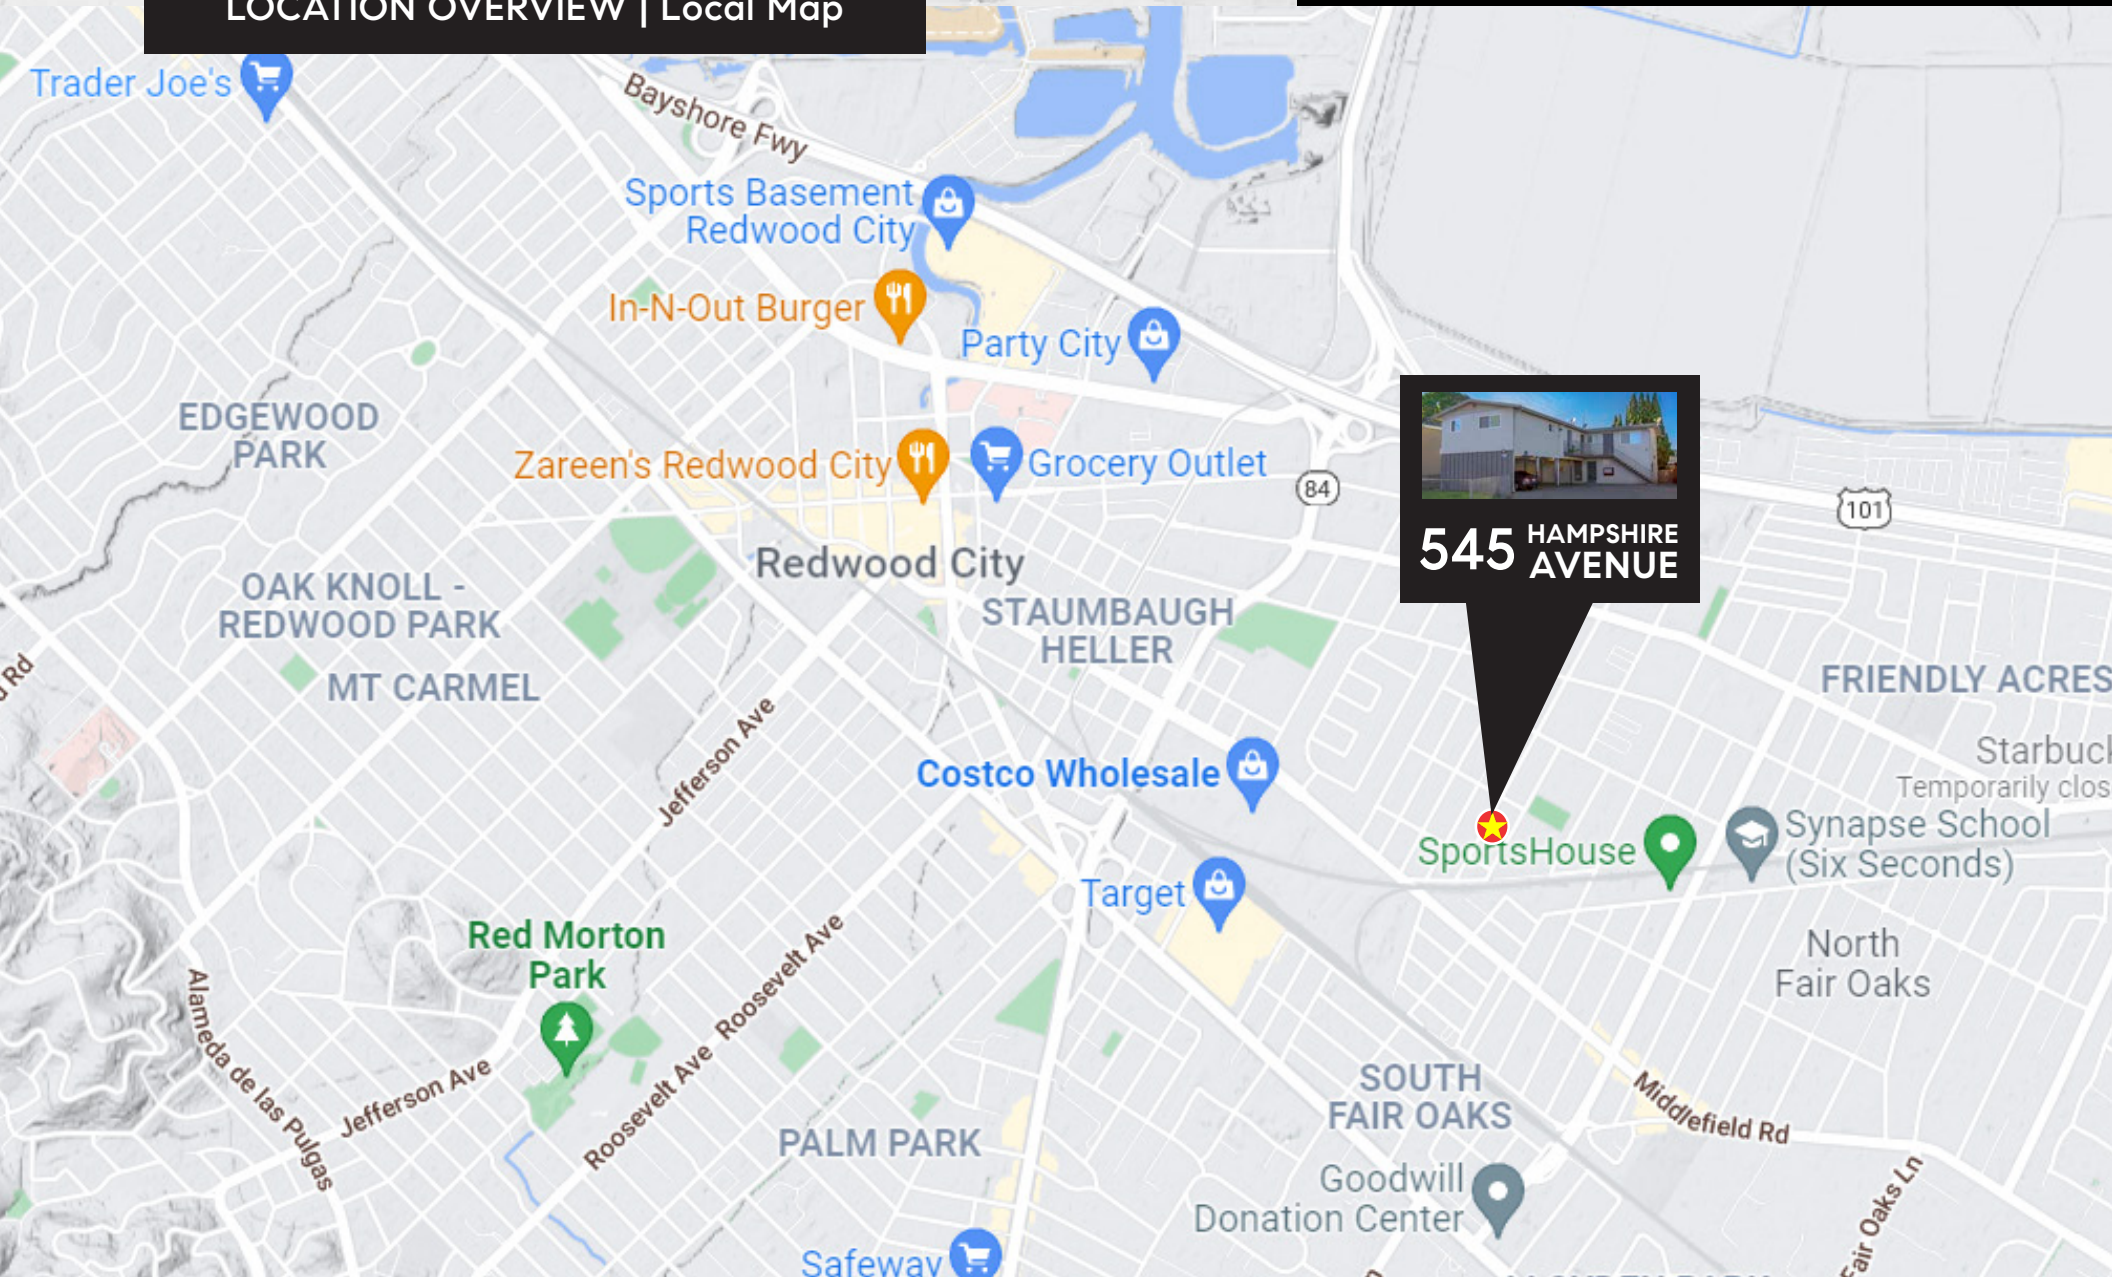 LOCATION OVERVIEW | Local Map
Trader Joe's
Bayshore Fwy
Sports Basement
Redwood City
In-N-Out Burger
Party City
EDGEWOOD
PARK
Zareen's Redwood City
Grocery Outlet
84
101
545 HAMPSHIRE
AVENUE
Redwood City
OAK KNOLL -
REDWOOD PARK
STAUMBAUGH
HELLER
MT CARMEL
FRIENDLY ACRES
Rd
Jefferson Ave
Costco Wholesale
Starbuck
Temporarily clos
SportsHouse
Synapse School
(Six Seconds)
Target
Red Morton
Park
Roosevelt Ave
North
Fair Oaks
Alameda de las Pulgas
Jefferson Ave
Roosevelt Ave
SOUTH
FAIR OAKS
Middlefield Rd
PALM PARK
Goodwill
Donation Center
Fair Oaks Ln
Safeway